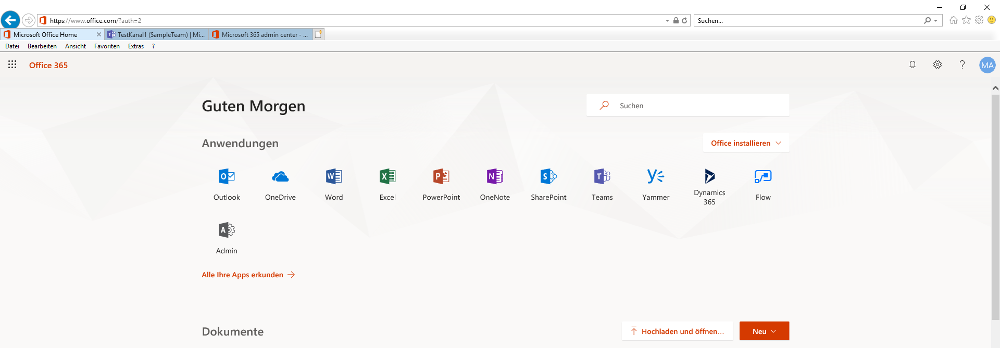 https://www.office.com/?auth=2
Suchen...
Microsoft Office Home
TestKanal1 (SampleTeam) | Mi...
Microsoft 365 admin center - ...
Datei Bearbeiten Ansicht Favoriten Extras ?
Office 365
? MA
Guten Morgen
Suchen
Anwendungen
Office installieren
O W X P N S T
Outlook OneDrive Word Excel PowerPoint OneNote SharePoint Teams Yammer Dynamics 365 Flow
A
Admin
Alle Ihre Apps erkunden
Dokumente
Hochladen und öffnen...
Neu